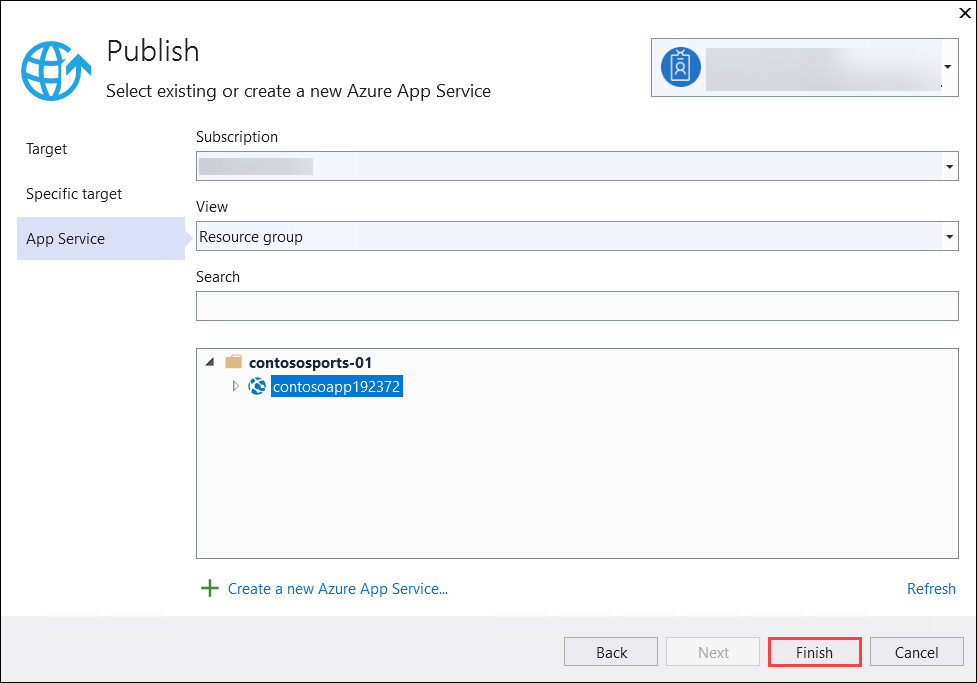 Publish
Select existing or create a new Azure App Service
Target
Specific target
App Service
Subscription
View
Resource group
Search
contososports-01
contosoapp192372
Create a new Azure App Service...
Refresh
Back
Next
Finish
Cancel